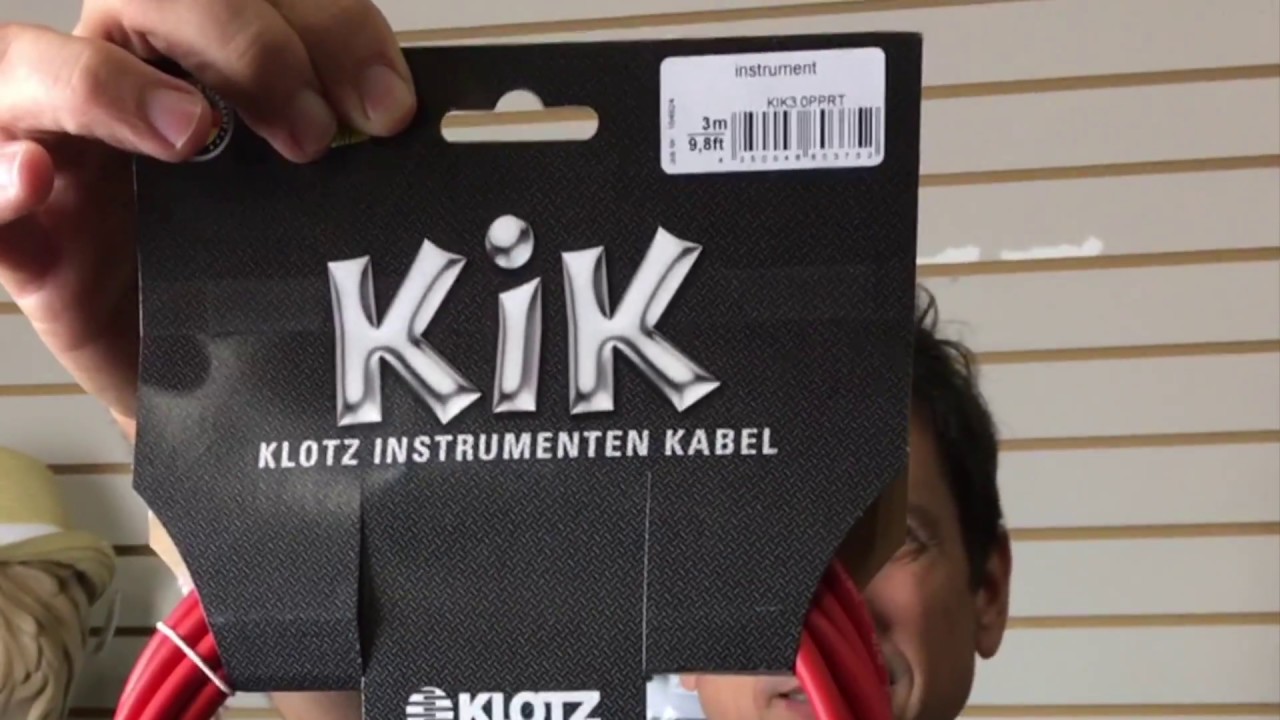 instrument
KIK3.0PPRT
3m
9,8ft
KiK
KLOTZ INSTRUMENTEN KABEL
KLOTZ